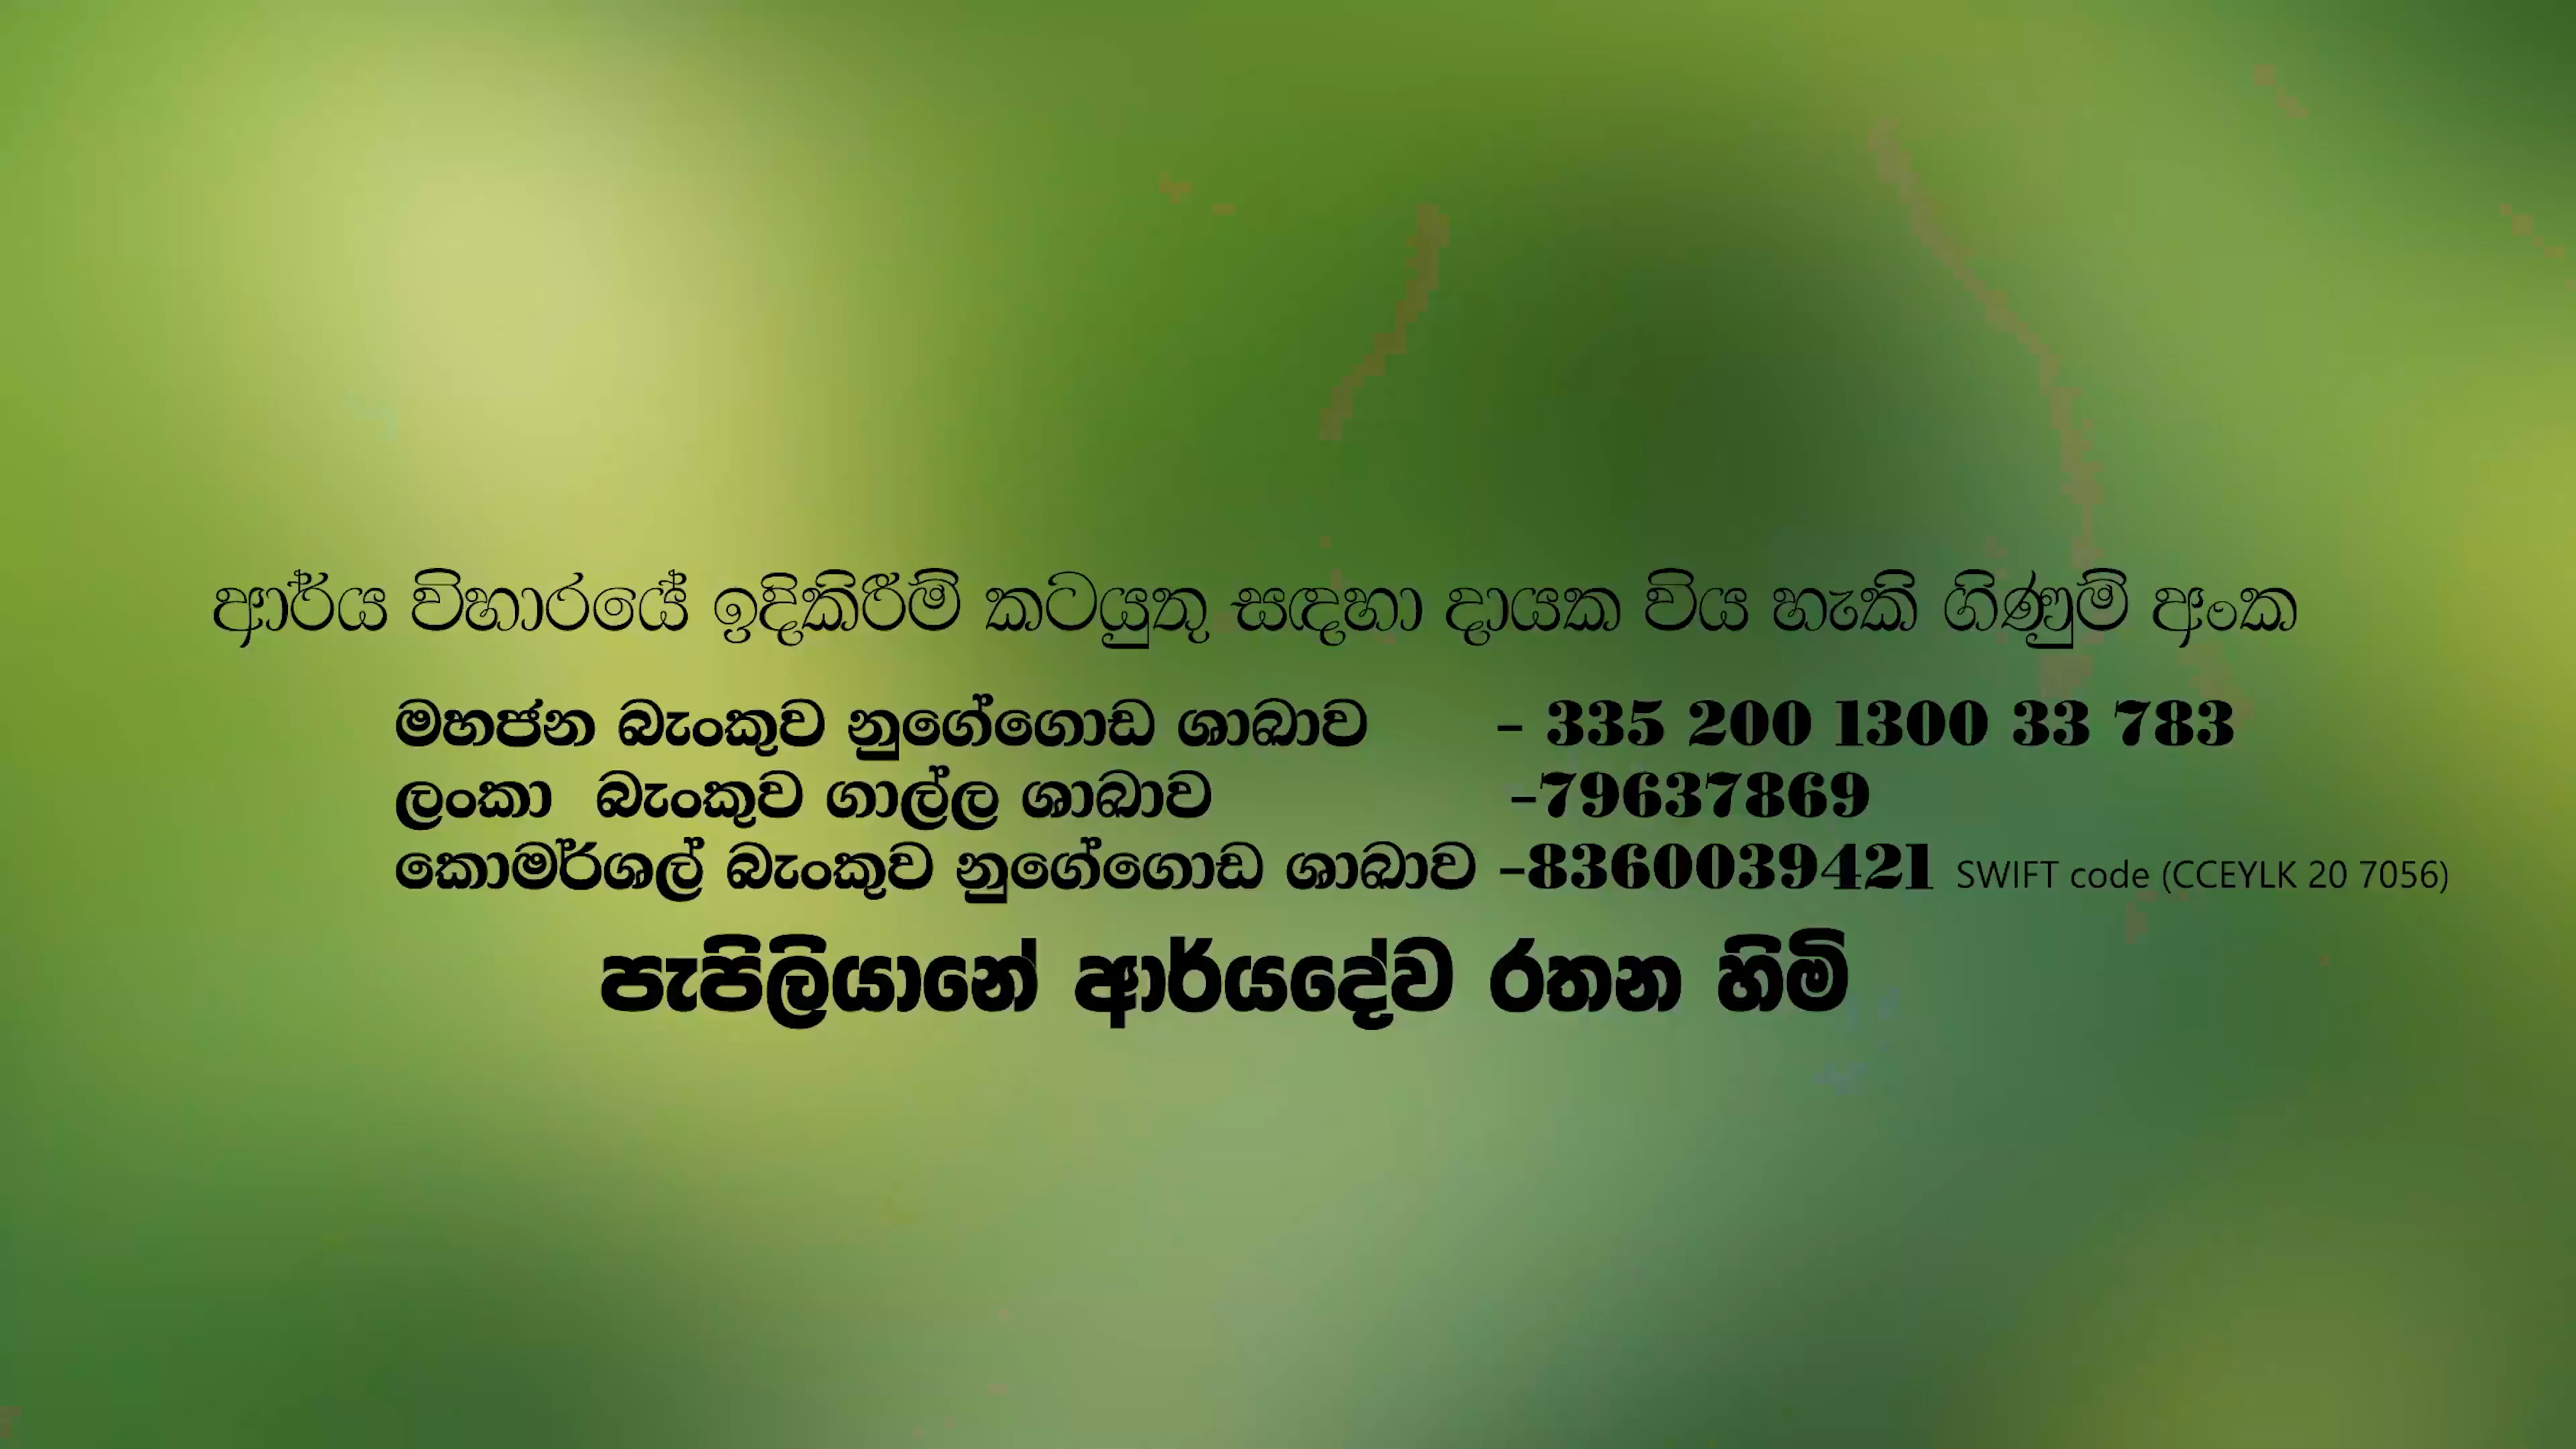 ආර්ය විහාරයේ ඉදිකිරීම් කටයුතු සඳහා දායක විය හැකි ගිණුම් අංක
මහජන බැංකුව නුගේගොඩ ශාඛාව - 335 200 1300 33 783
ලංකා බැංකුව ගාල්ල ශාඛාව -79637869
කොමර්ශල් බැංකුව නුගේගොඩ ශාඛාව -8360039421 SWIFT code (CCEYLK 20 7056)
පැපිලියානේ ආර්යදේව රතන හිමි